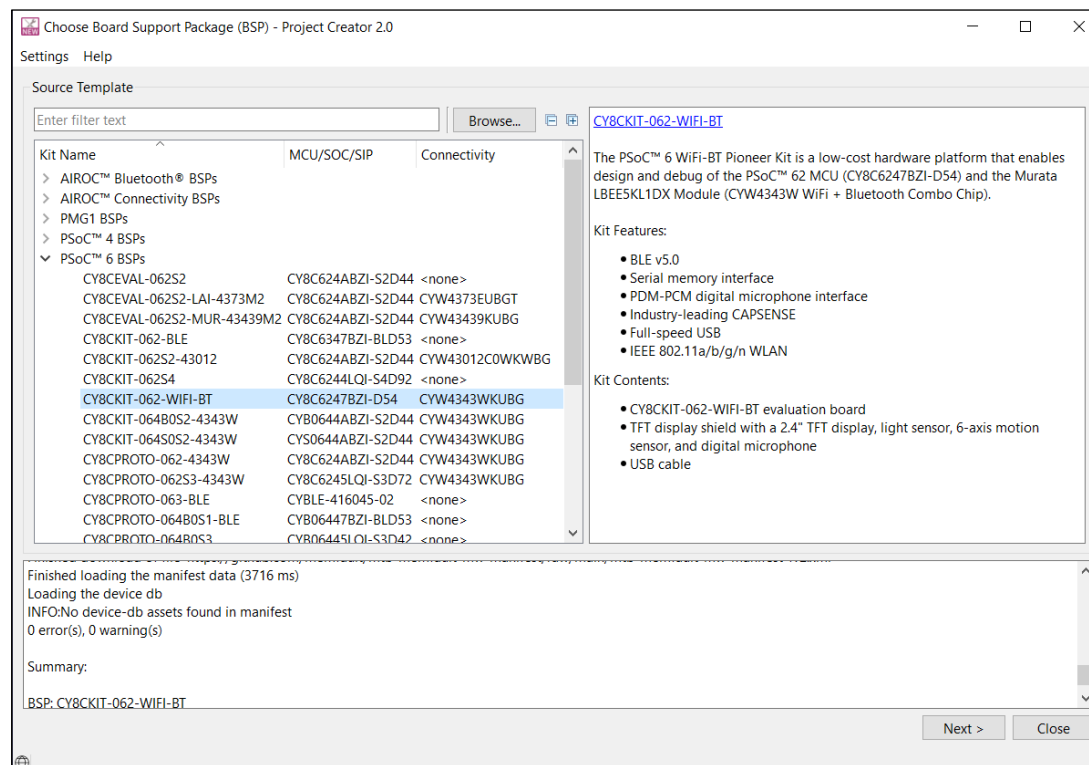 NEW
Choose Board Support Package (BSP) - Project Creator 2.0
Settings Help
Source Template
Enter filter text
Browse...
Kit Name MCU/SOC/SIP Connectivity
AIROC™ Bluetooth® BSPs
AIROC™ Connectivity BSPs
PMG1 BSPs
PSoC™ 4 BSPs
PSoC™ 6 BSPs
CY8CEVAL-062S2 CY8C624ABZI-S2D44 <none>
CY8CEVAL-062S2-LAI-4373M2 CY8C624ABZI-S2D44 CYW4373EUBGT
CY8CEVAL-062S2-MUR-43439M2 CY8C624ABZI-S2D44 CYW43439KUBG
CY8CKIT-062-BLE CY8C6347BZI-BLD53 <none>
CY8CKIT-062S2-43012 CY8C624ABZI-S2D44 CYW43012C0WKWBG
CY8CKIT-062S4 CY8C6244LQI-S4D92 <none>
CY8CKIT-062-WIFI-BT CY8C6247BZI-D54 CYW4343WKUBG
CY8CKIT-064B0S2-4343W CYB0644ABZI-S2D44 CYW4343WKUBG
CY8CKIT-064S0S2-4343W CYS0644ABZI-S2D44 CYW4343WKUBG
CY8CPROTO-062-4343W CY8C624ABZI-S2D44 CYW4343WKUBG
CY8CPROTO-062S3-4343W CY8C6245LQI-S3D72 CYW4343WKUBG
CY8CPROTO-063-BLE CYBLE-416045-02 <none>
CY8CPROTO-064B0S1-BLE CYB06447BZI-BLD53 <none>
CY8CPROTO-064B0S3 CYB06445LQI-S3D42 <none>
CY8CKIT-062-WIFI-BT
The PSoC™ 6 WiFi-BT Pioneer Kit is a low-cost hardware platform that enables
design and debug of the PSoC™ 62 MCU (CY8C6247BZI-D54) and the Murata
LBEE5KL1DX Module (CYW4343W WiFi + Bluetooth Combo Chip).
Kit Features:
• BLE v5.0
• Serial memory interface
• PDM-PCM digital microphone interface
• Industry-leading CAPSENSE
• Full-speed USB
• IEEE 802.11a/b/g/n WLAN
Kit Contents:
• CY8CKIT-062-WIFI-BT evaluation board
• TFT display shield with a 2.4" TFT display, light sensor, 6-axis motion
sensor, and digital microphone
• USB cable
Finished loading the manifest data (3716 ms)
Loading the device db
INFO:No device-db assets found in manifest
0 error(s), 0 warning(s)
Summary:
BSP: CY8CKIT-062-WIFI-BT
Next >
Close